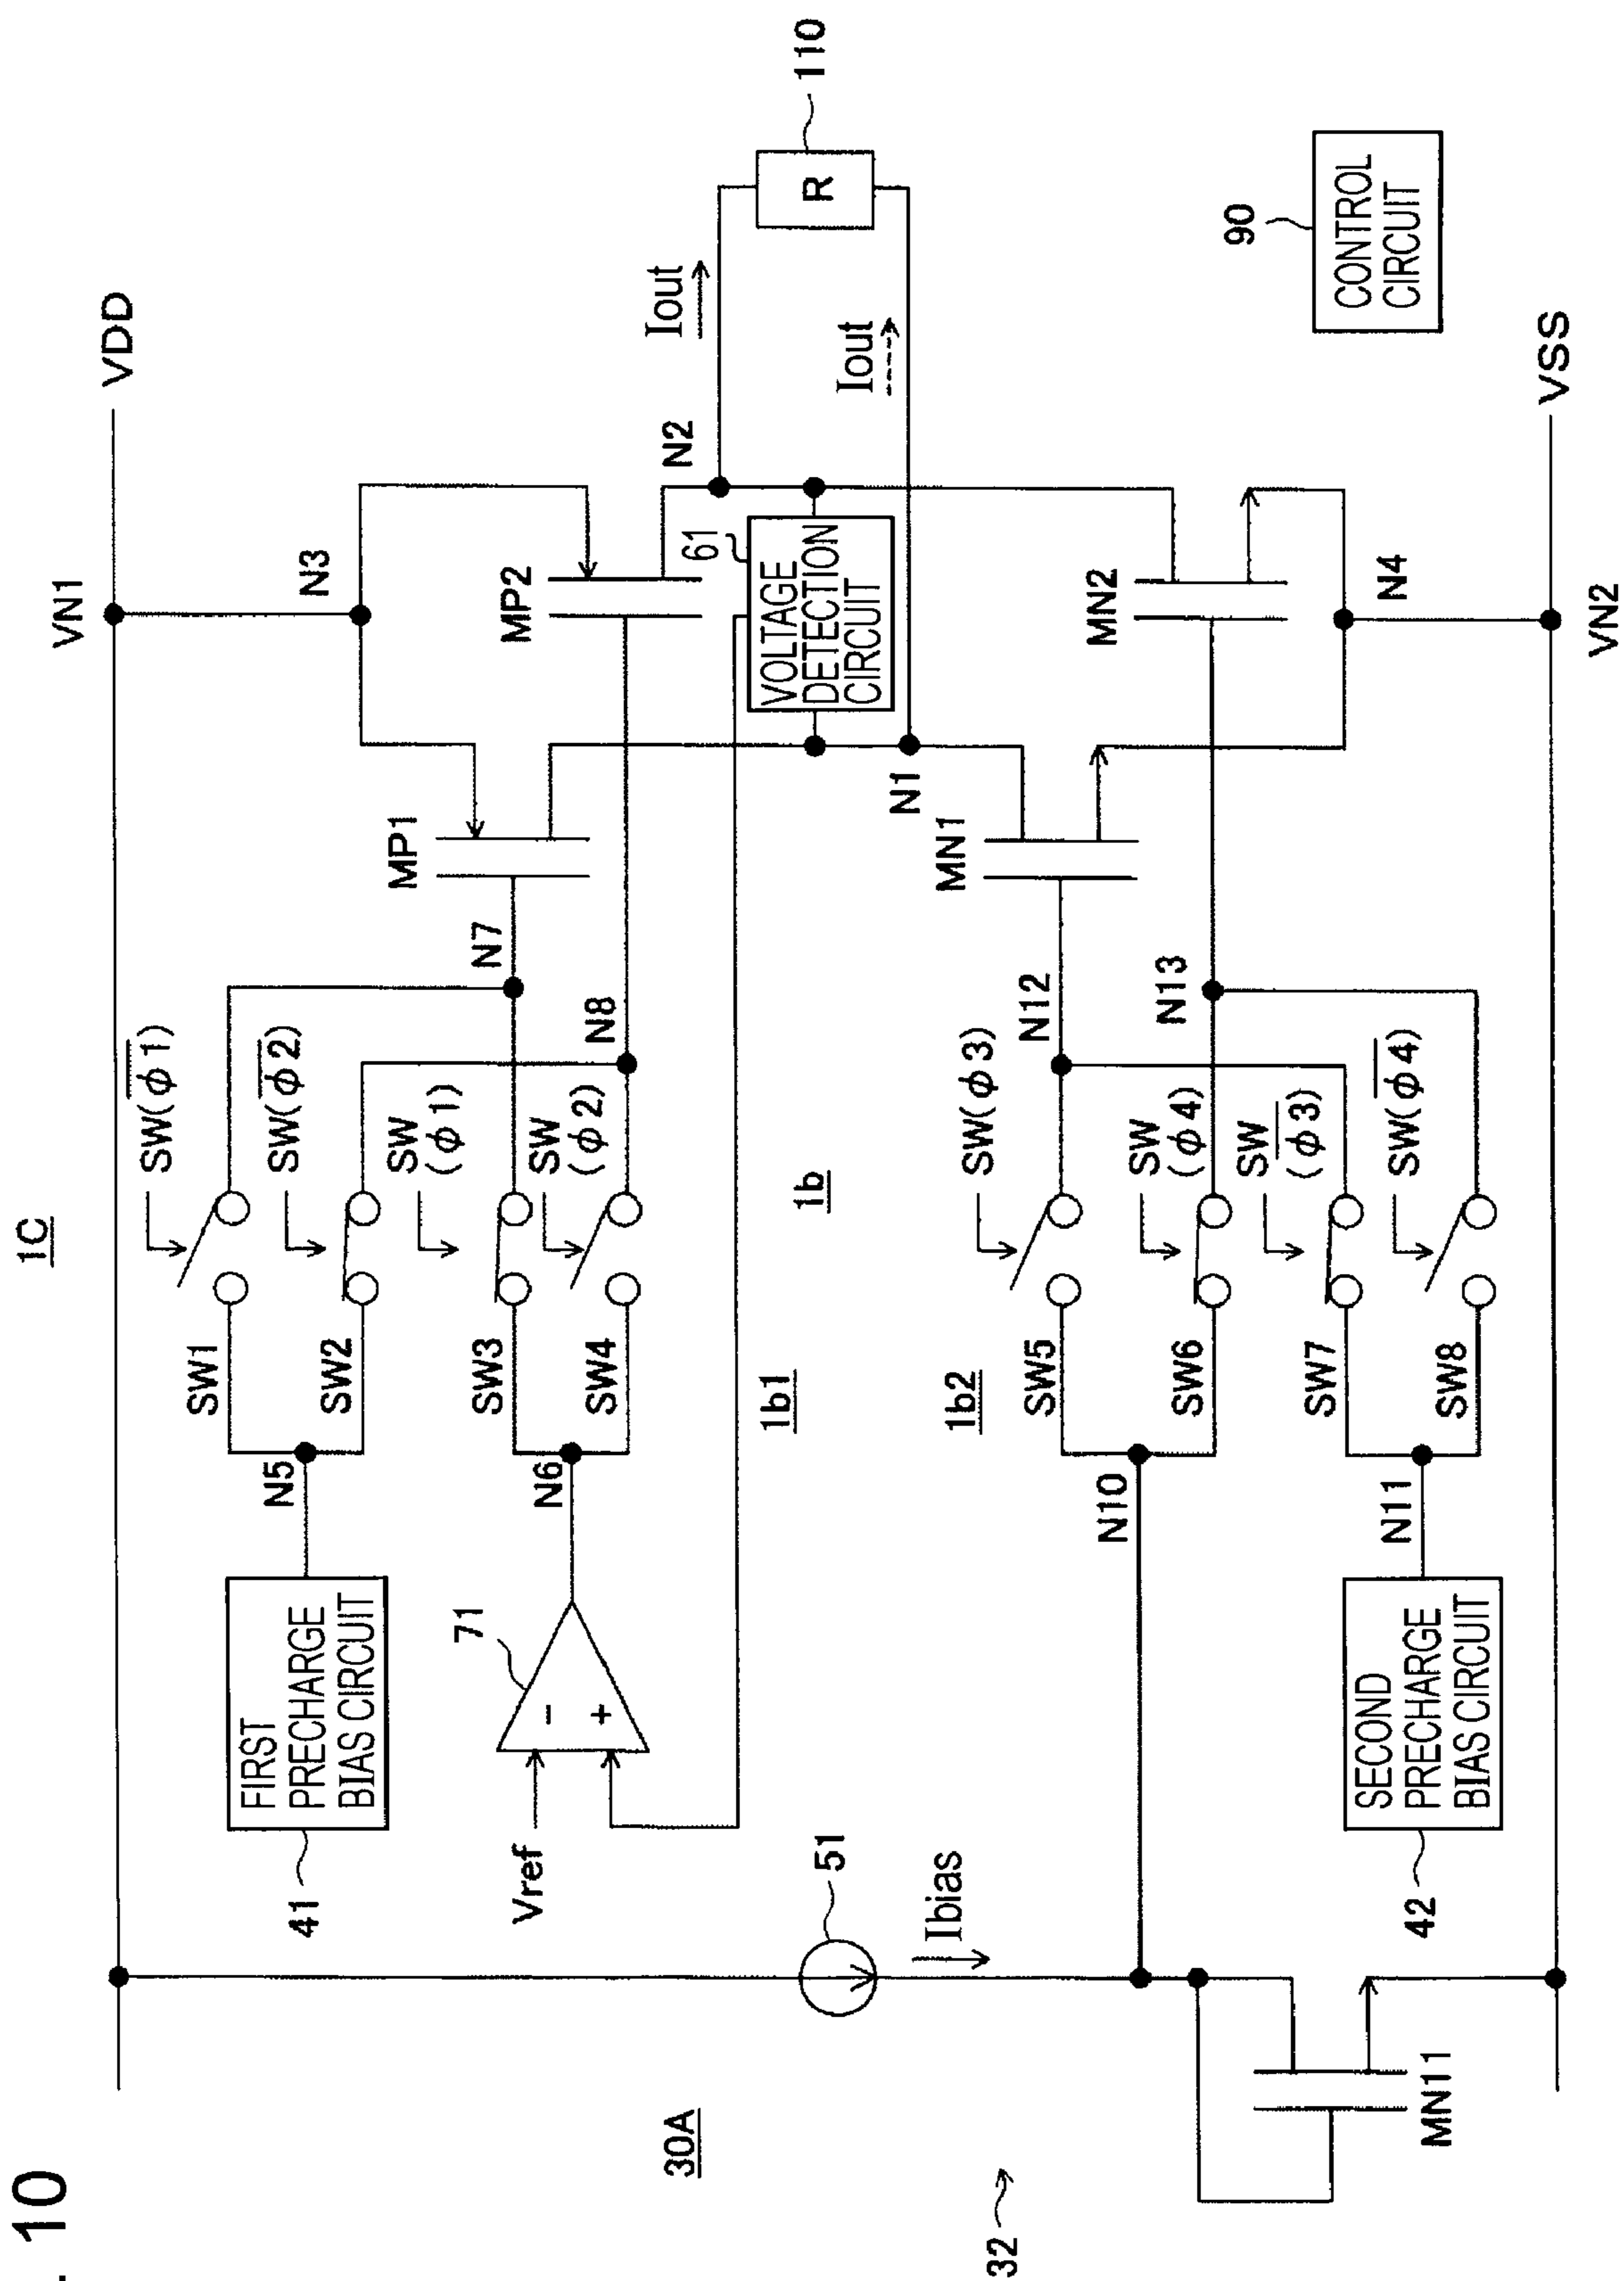 . 10
1C
VN1
VDD
N3
SW(φ1)
SW(φ2)
SW
(φ1)
SW
(φ2)
SW1
SW2
SW3
SW4
N5
N6
N7
N8
MP1
MP2
N2
FIRST
PRECHARGE
BIAS CIRCUIT
41
71
-
+
Vref
61
VOLTAGE
DETECTION
CIRCUIT
Iout
Iout
R
110
1b1
1b
30A
51
Ibias
N1
1b2
SW(φ3)
SW
(φ4)
SW
(φ3)
SW(φ4)
SW5
SW6
SW7
SW8
N10
N11
N12
N13
MN1
MN2
N4
SECOND
PRECHARGE
BIAS CIRCUIT
42
90
CONTROL
CIRCUIT
32
MN11
VSS
VN2